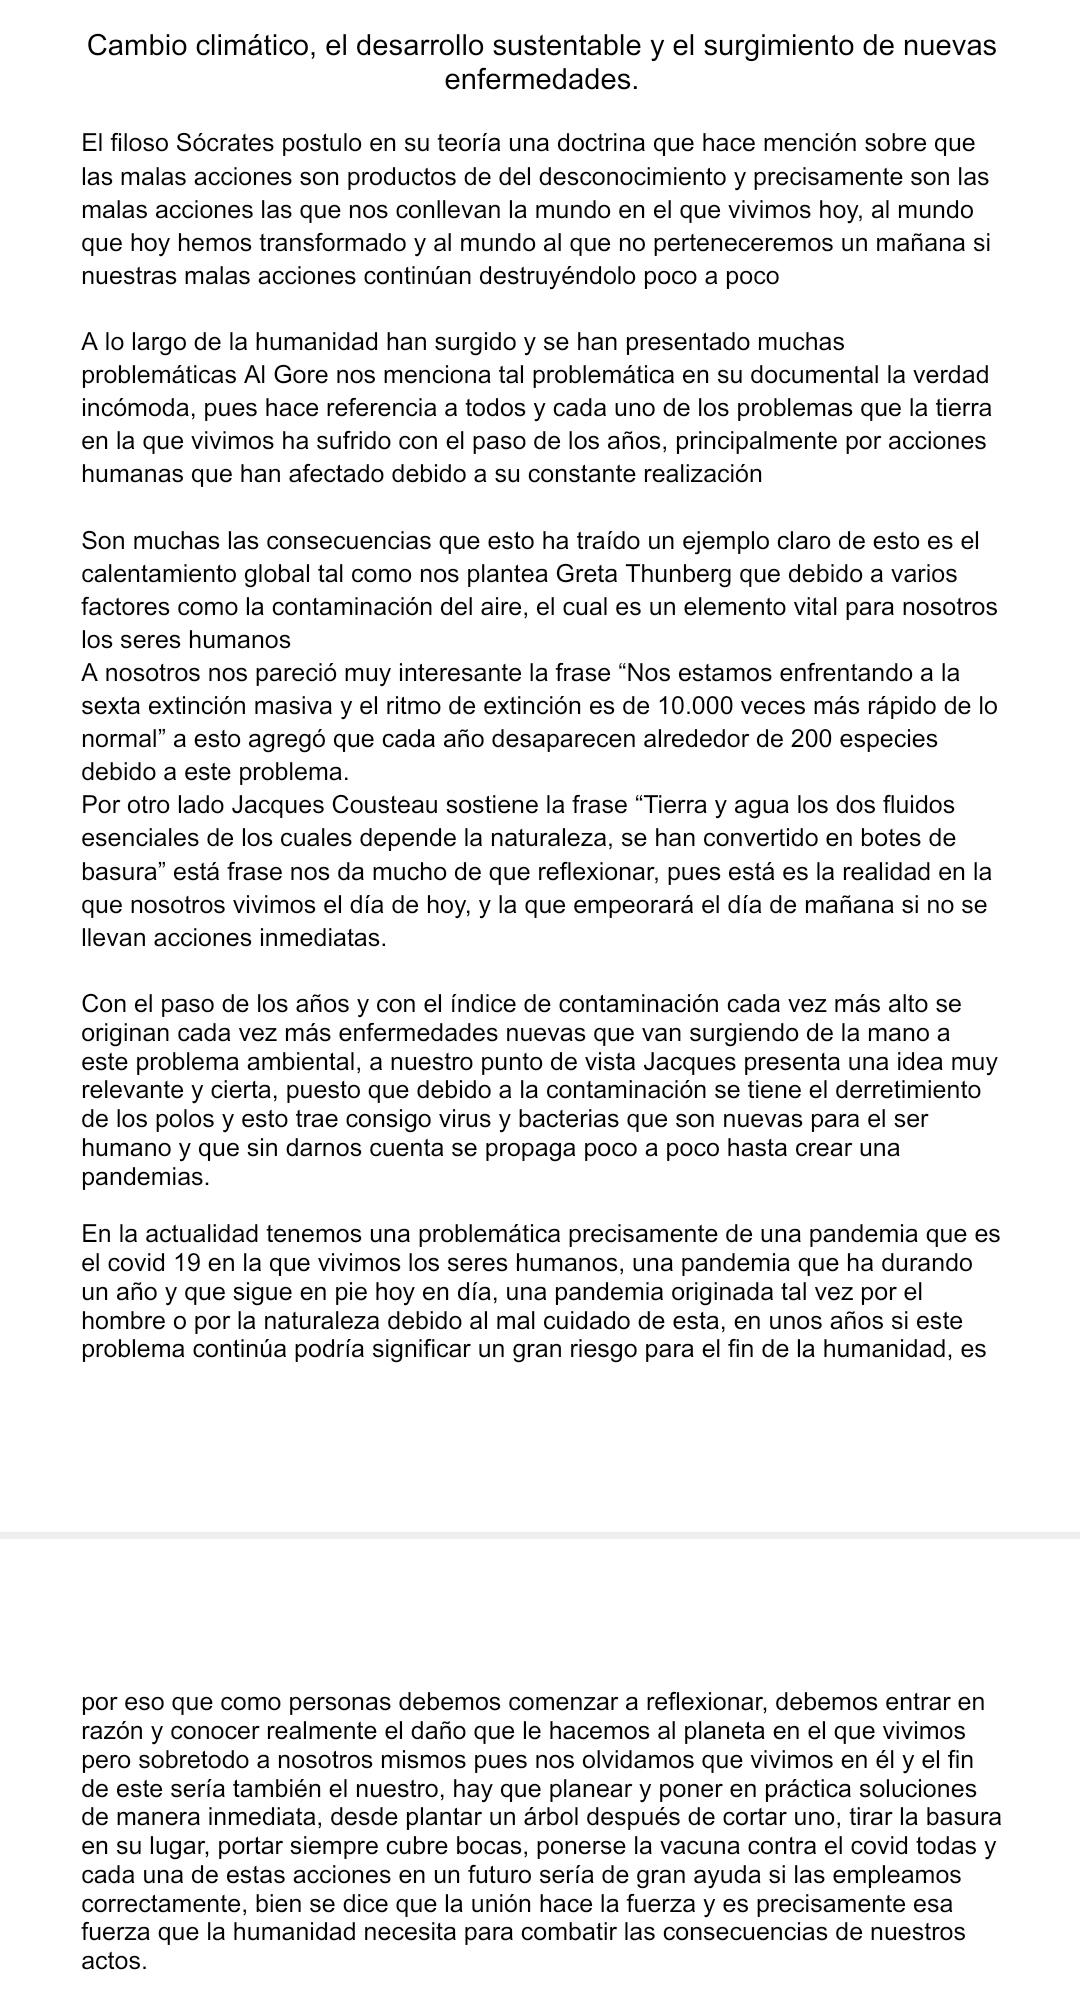 Cambio climático, el desarrollo sustentable y el surgimiento de nuevas
enfermedades.
El filoso Sócrates postulo en su teoría una doctrina que hace mención sobre que
las malas acciones son productos de del desconocimiento y precisamente son las
malas acciones las que nos conllevan la mundo en el que vivimos hoy, al mundo
que hoy hemos transformado y al mundo al que no perteneceremos un mañana si
nuestras malas acciones continúan destruyéndolo poco a poco
A lo largo de la humanidad han surgido y se han presentado muchas
problemáticas Al Gore nos menciona tal problemática en su documental la verdad
incómoda, pues hace referencia a todos y cada uno de los problemas que la tierra
en la que vivimos ha sufrido con el paso de los años, principalmente por acciones
humanas que han afectado debido a su constante realización
Son muchas las consecuencias que esto ha traído un ejemplo claro de esto es el
calentamiento global tal como nos plantea Greta Thunberg que debido a varios
factores como la contaminación del aire, el cual es un elemento vital para nosotros
los seres humanos
A nosotros nos pareció muy interesante la frase “Nos estamos enfrentando a la
sexta extinción masiva y el ritmo de extinción es de 10.000 veces más rápido de lo
normal” a esto agregó que cada año desaparecen alrededor de 200 especies
debido a este problema.
Por otro lado Jacques Cousteau sostiene la frase “Tierra y agua los dos fluidos
esenciales de los cuales depende la naturaleza, se han convertido en botes de
basura” está frase nos da mucho de que reflexionar, pues está es la realidad en la
que nosotros vivimos el día de hoy, y la que empeorará el día de mañana si no se
llevan acciones inmediatas.
Con el paso de los años y con el índice de contaminación cada vez más alto se
originan cada vez más enfermedades nuevas que van surgiendo de la mano a
este problema ambiental, a nuestro punto de vista Jacques presenta una idea muy
relevante y cierta, puesto que debido a la contaminación se tiene el derretimiento
de los polos y esto trae consigo virus y bacterias que son nuevas para el ser
humano y que sin darnos cuenta se propaga poco a poco hasta crear una
pandemias.
En la actualidad tenemos una problemática precisamente de una pandemia que es
el covid 19 en la que vivimos los seres humanos, una pandemia que ha durando
un año y que sigue en pie hoy en día, una pandemia originada tal vez por el
hombre o por la naturaleza debido al mal cuidado de esta, en unos años si este
problema continúa podría significar un gran riesgo para el fin de la humanidad, es
por eso que como personas debemos comenzar a reflexionar, debemos entrar en
razón y conocer realmente el daño que le hacemos al planeta en el que vivimos
pero sobretodo a nosotros mismos pues nos olvidamos que vivimos en él y el fin
de este sería también el nuestro, hay que planear y poner en práctica soluciones
de manera inmediata, desde plantar un árbol después de cortar uno, tirar la basura
en su lugar, portar siempre cubre bocas, ponerse la vacuna contra el covid todas y
cada una de estas acciones en un futuro sería de gran ayuda si las empleamos
correctamente, bien se dice que la unión hace la fuerza y es precisamente esa
fuerza que la humanidad necesita para combatir las consecuencias de nuestros
actos.